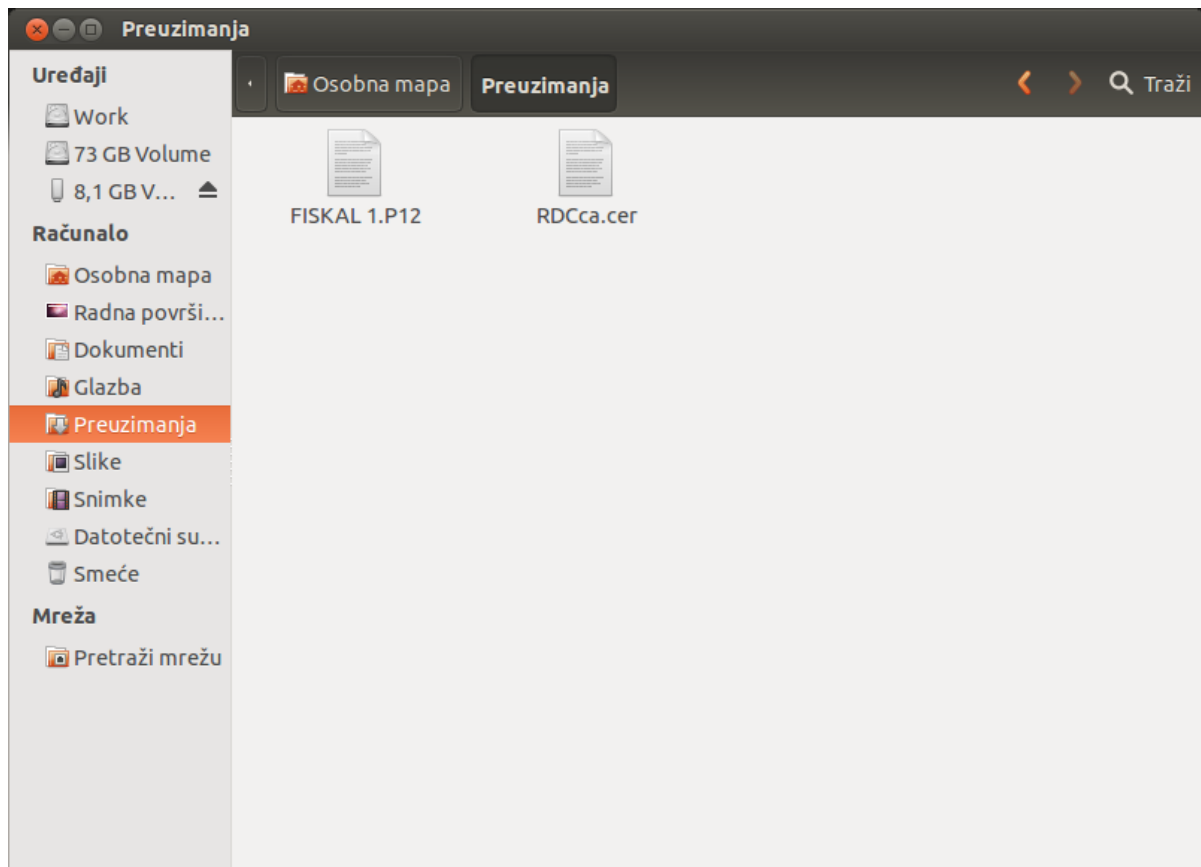 Preuzimanja
Uređaji
Work
73 GB Volume
8,1 GB V...
Računalo
Osobna mapa
Radna površi...
Dokumenti
Glazba
Preuzimanja
Slike
Snimke
Datotečni su...
Smeće
Mreža
Pretraži mrežu
Osobna mapa
Preuzimanja
Traži
FISKAL 1.P12
RDCca.cer